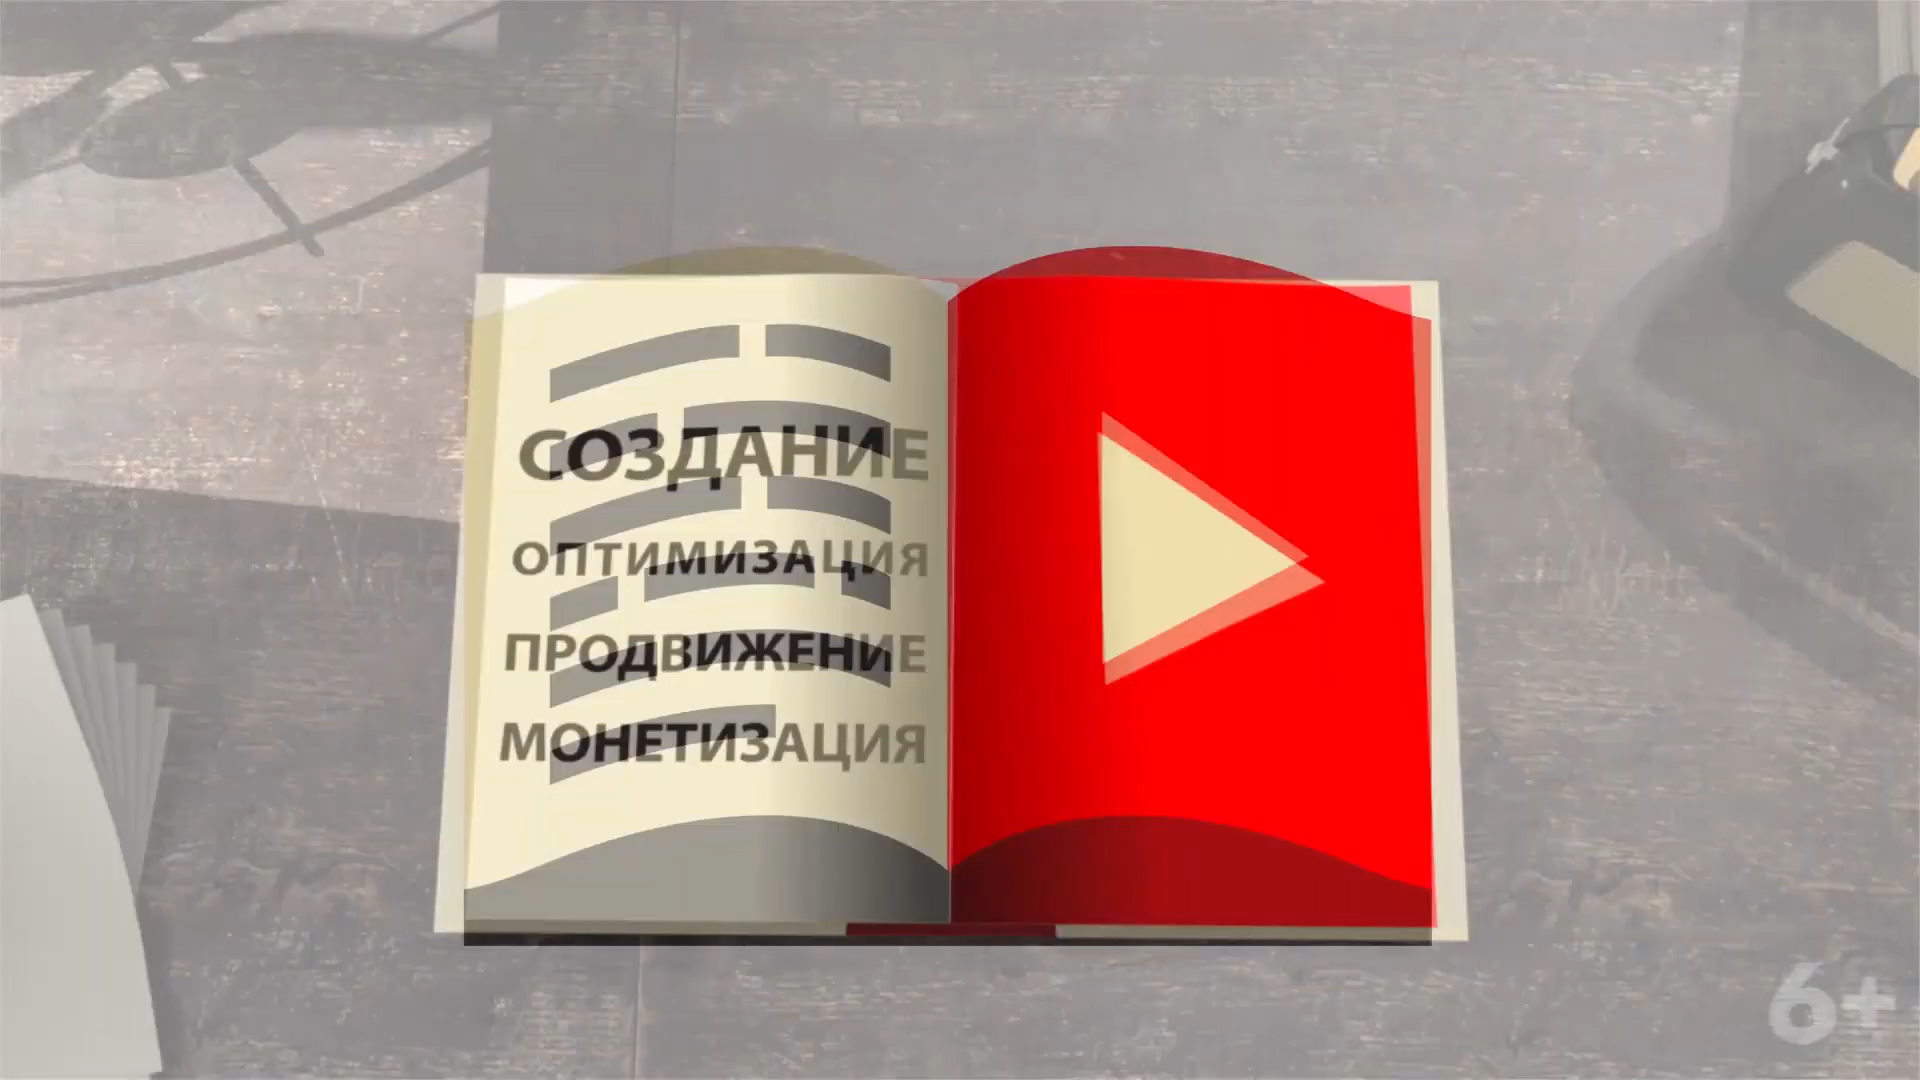 СОЗДАНИЕ
ОПТИМИЗАЦИЯ
ПРОДВИЖЕНИЕ
МОНЕТИЗАЦИЯ
6+